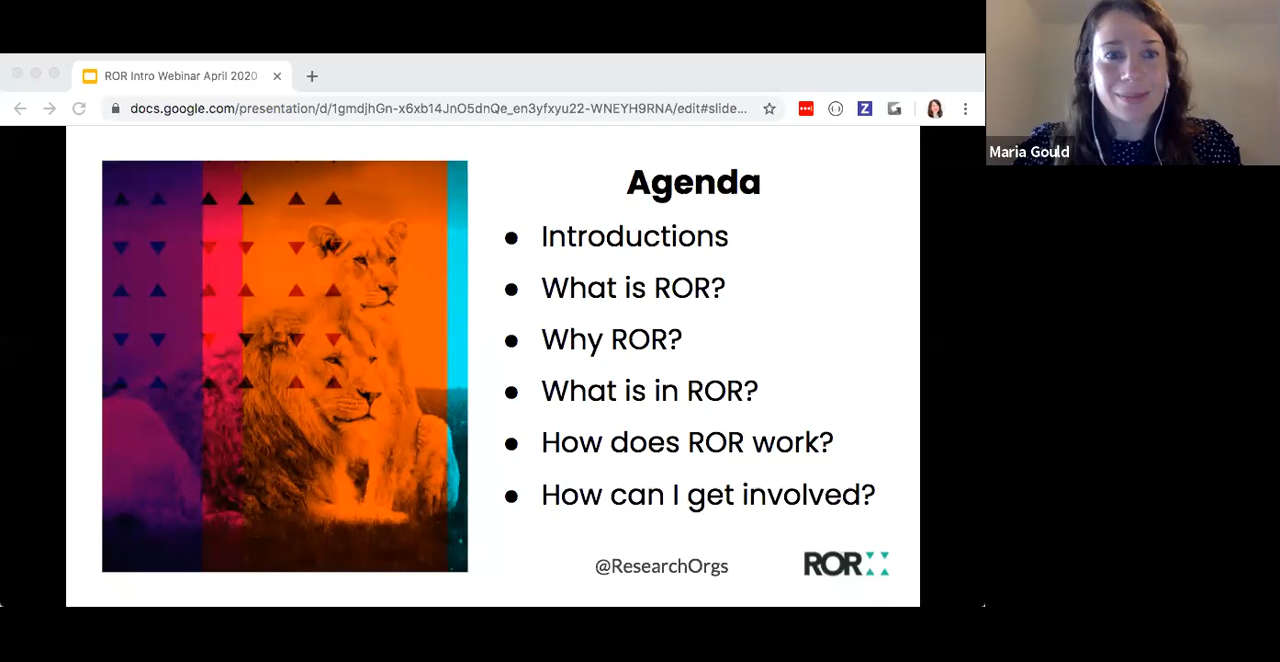 ROR Intro Webinar April 2020
docs.google.com/presentation/d/1gmdjhGn-x6xb14JnO5dnQe_en3yfxyu22-WNEYH9RNA/edit#slide...
Maria Gould
Agenda
● Introductions
● What is ROR?
● Why ROR?
● What is in ROR?
● How does ROR work?
● How can I get involved?
@ResearchOrgs
ROR